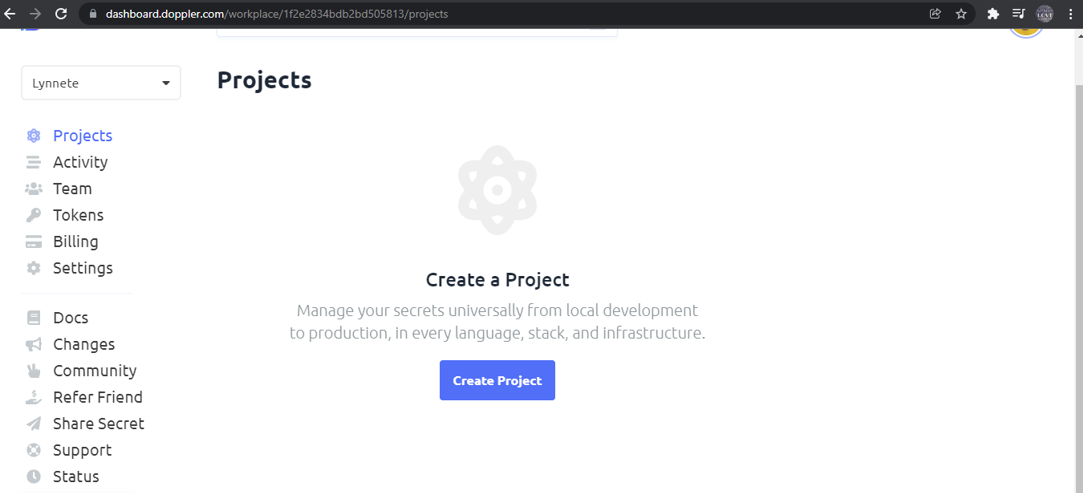 dashboard.doppler.com/workplace/1f2e2834bdb2bd505813/projects
Lynnete
Projects
Projects
Activity
Team
Tokens
Billing
Settings
Docs
Changes
Community
Refer Friend
Share Secret
Support
Status
Create a Project
Manage your secrets universally from local development
to production, in every language, stack, and infrastructure.
Create Project